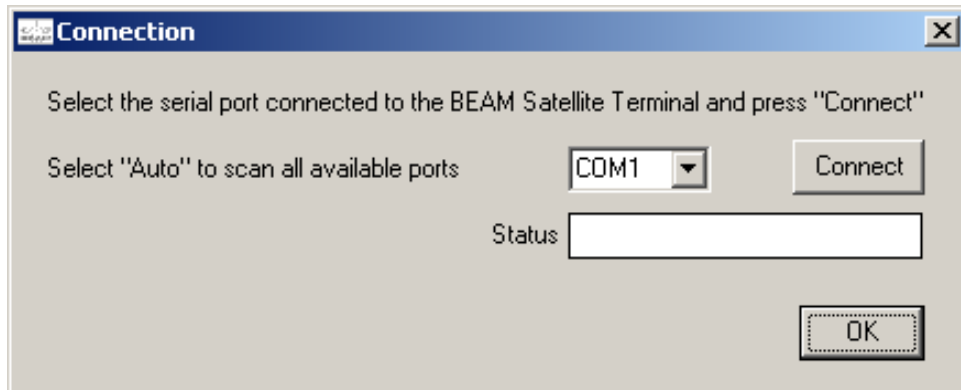 Connection
Select the serial port connected to the BEAM Satellite Terminal and press "Connect"
Select "Auto" to scan all available ports COM1 Connect
Status
OK